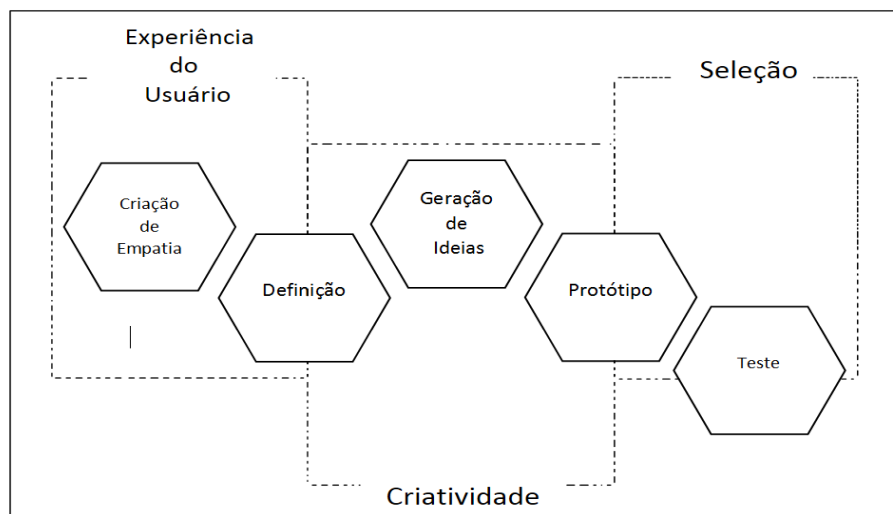 Experiência
do
Usuário
Seleção
Criação
de
Empatia
Definição
Geração
de
Ideias
Protótipo
Teste
Criatividade